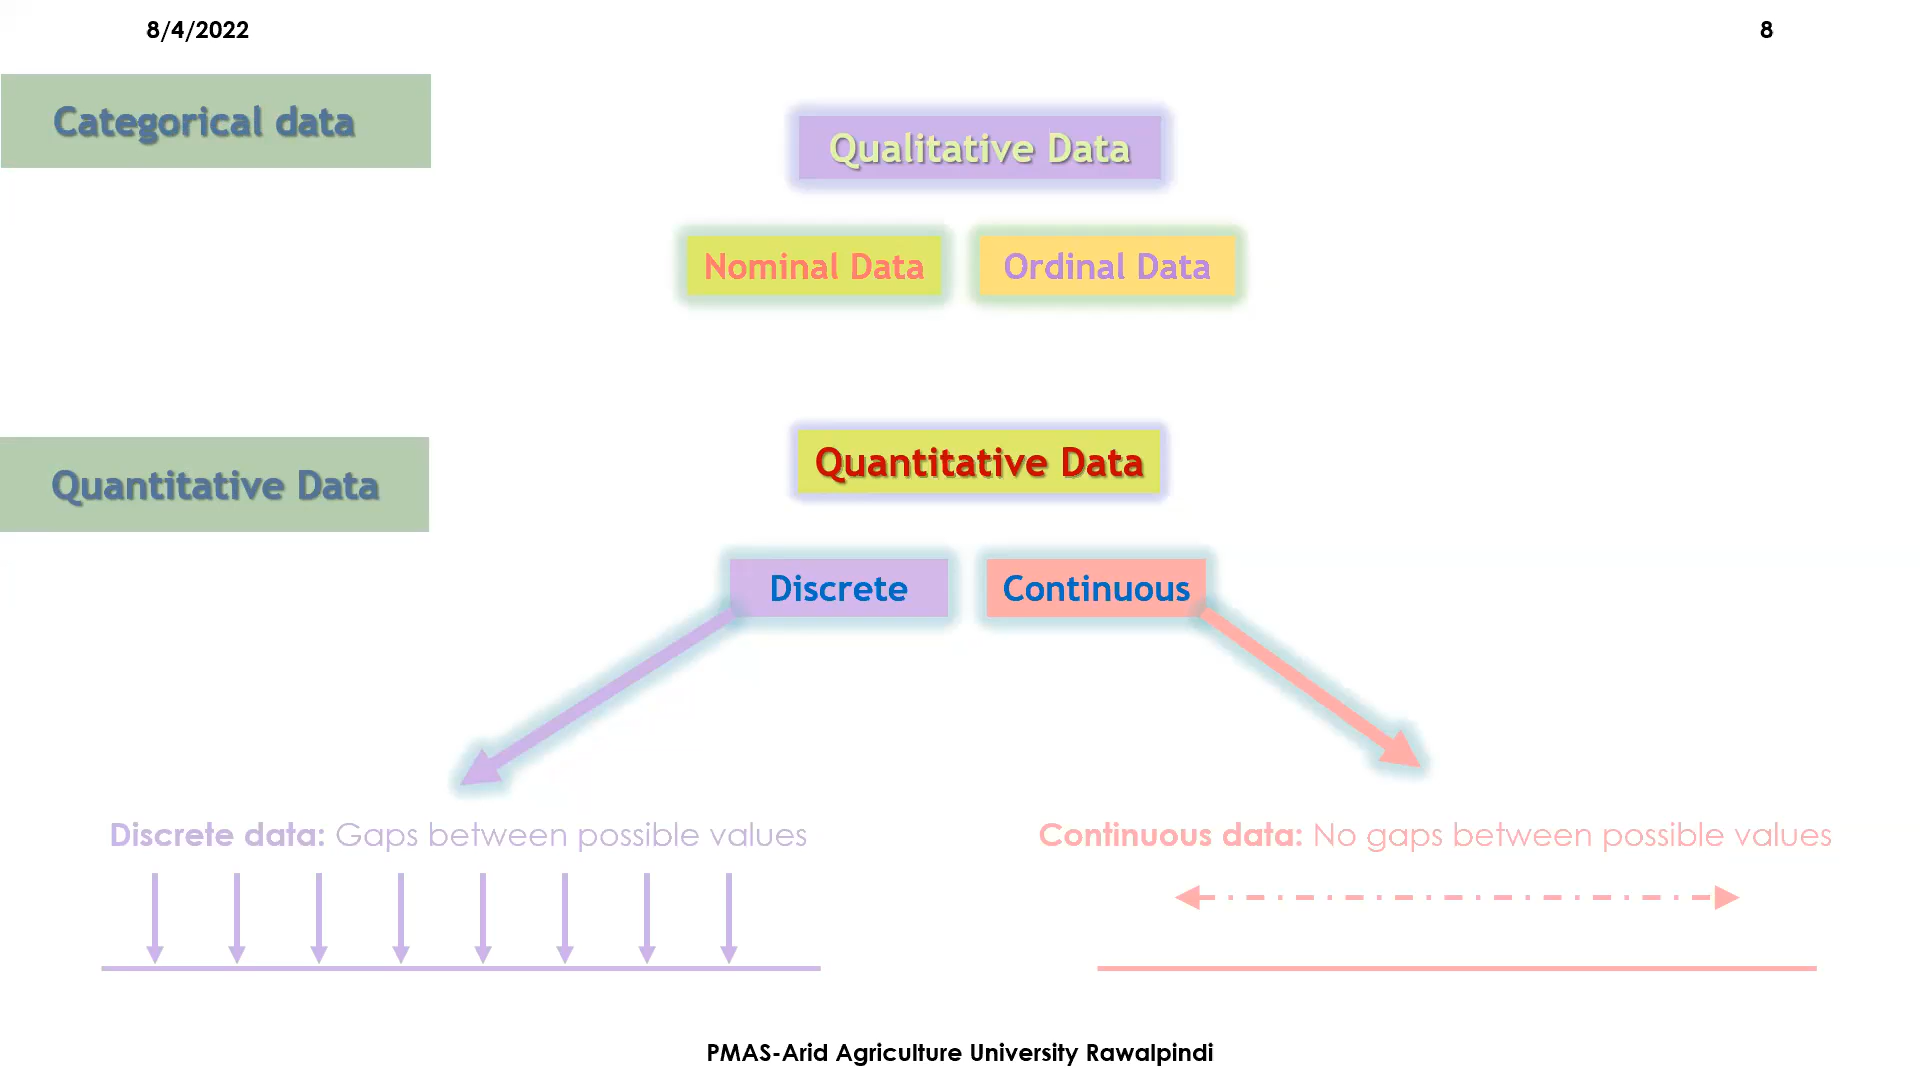 8/4/2022
8
Categorical data
Qualitative Data
Nominal Data
Ordinal Data
Quantitative Data
Quantitative Data
Discrete
Continuous
Discrete data: Gaps between possible values
Continuous data: No gaps between possible values
PMAS-Arid Agriculture University Rawalpindi